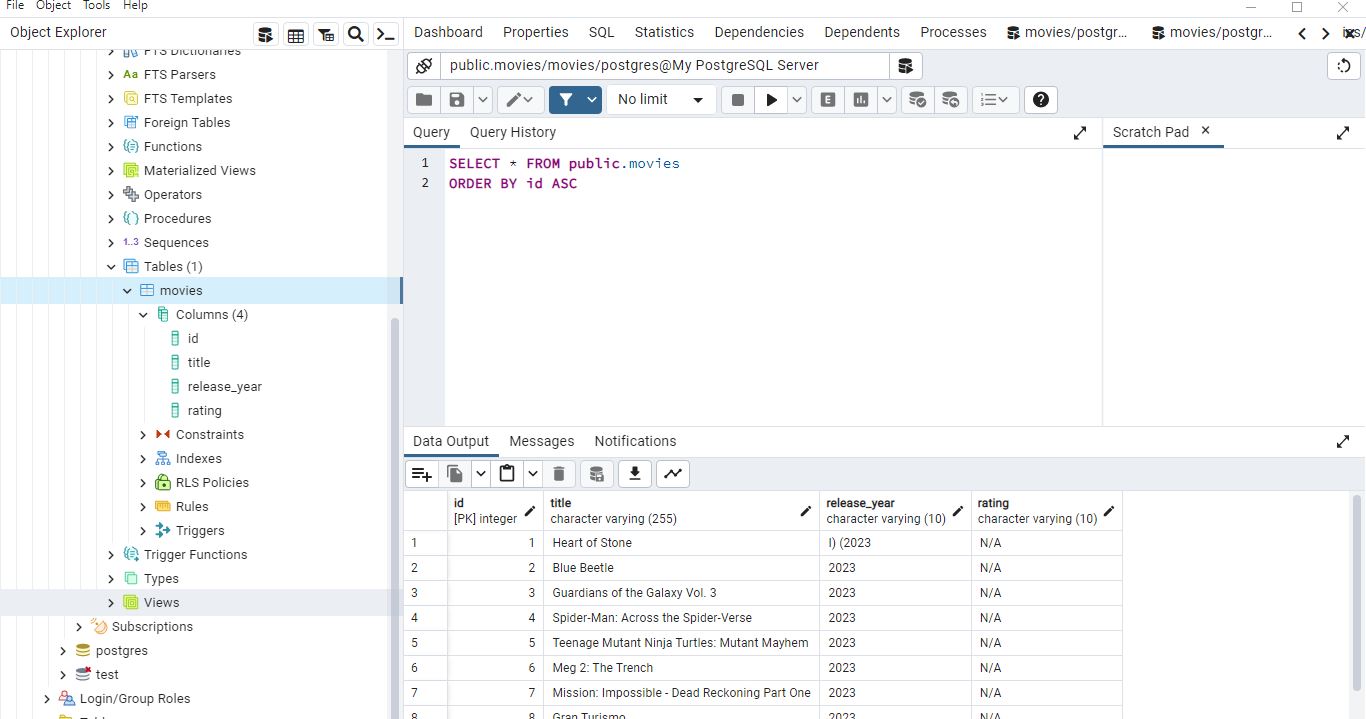 File Object Tools Help
Object Explorer
FTS Dictionaries
Aa FTS Parsers
FTS Templates
Foreign Tables
Functions
Materialized Views
Operators
Procedures
1..3 Sequences
Tables (1)
movies
Columns (4)
id
title
release_year
rating
Constraints
Indexes
RLS Policies
Rules
Triggers
Trigger Functions
Types
Views
Subscriptions
postgres
test
Login/Group Roles
Dashboard Properties SQL Statistics Dependencies Dependents Processes movies/postgr... movies/postgr...
public.movies/movies/postgres@My PostgreSQL Server
No limit
E
Query Query History
Scratch Pad
1 SELECT * FROM public.movies
2 ORDER BY id ASC
Data Output Messages Notifications
id title release_year rating
[PK] integer character varying (255) character varying (10) character varying (10)
1 1 Heart of Stone I) (2023 N/A
2 2 Blue Beetle 2023 N/A
3 3 Guardians of the Galaxy Vol. 3 2023 N/A
4 4 Spider-Man: Across the Spider-Verse 2023 N/A
5 5 Teenage Mutant Ninja Turtles: Mutant Mayhem 2023 N/A
6 6 Meg 2: The Trench 2023 N/A
7 7 Mission: Impossible - Dead Reckoning Part One 2023 N/A
8 8 Gran Turismo 2023 N/A